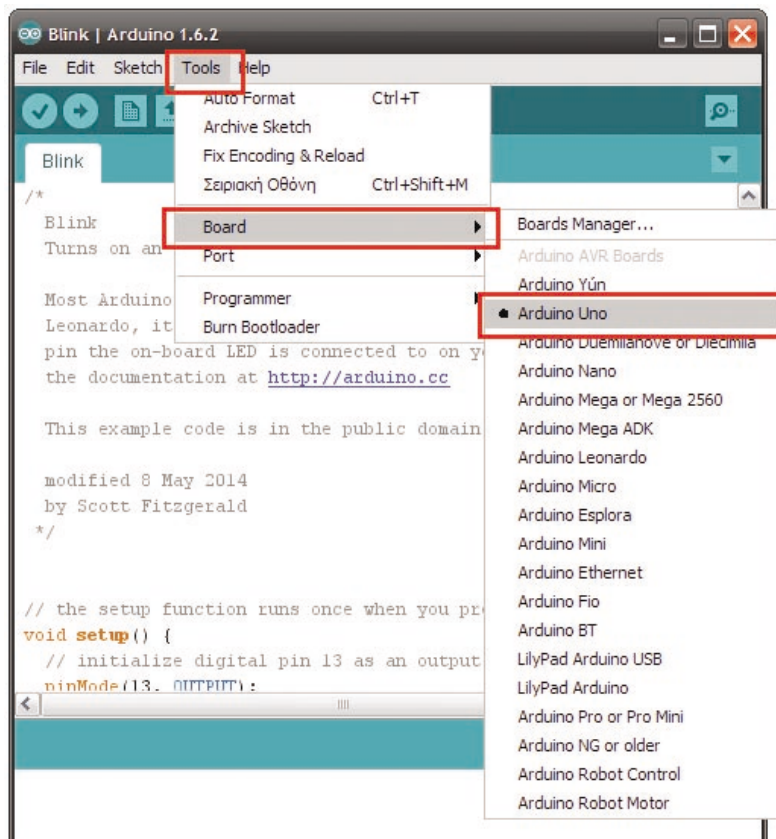 Blink | Arduino 1.6.2
File Edit Sketch Tools Help
Auto Format Ctrl+T
Archive Sketch
Fix Encoding & Reload
Σειριακή Οθόνη Ctrl+Shift+M
Board
Port
Programmer
Burn Bootloader
Boards Manager...
Arduino AVR Boards
Arduino Yún
Arduino Uno
Arduino Duemilanove or Diecimila
Arduino Nano
Arduino Mega or Mega 2560
Arduino Mega ADK
Arduino Leonardo
Arduino Micro
Arduino Esplora
Arduino Mini
Arduino Ethernet
Arduino Fio
Arduino BT
LilyPad Arduino USB
LilyPad Arduino
Arduino Pro or Pro Mini
Arduino NG or older
Arduino Robot Control
Arduino Robot Motor
Blink
/*
Blink
Turns on an
Most Arduino
Leonardo, it
pin the on-board LED is connected to on y
the documentation at http://arduino.cc
This example code is in the public domain
modified 8 May 2014
by Scott Fitzgerald
*/
// the setup function runs once when you pr
void setup() {
// initialize digital pin 13 as an output
pinMode(13, OUTPUT);